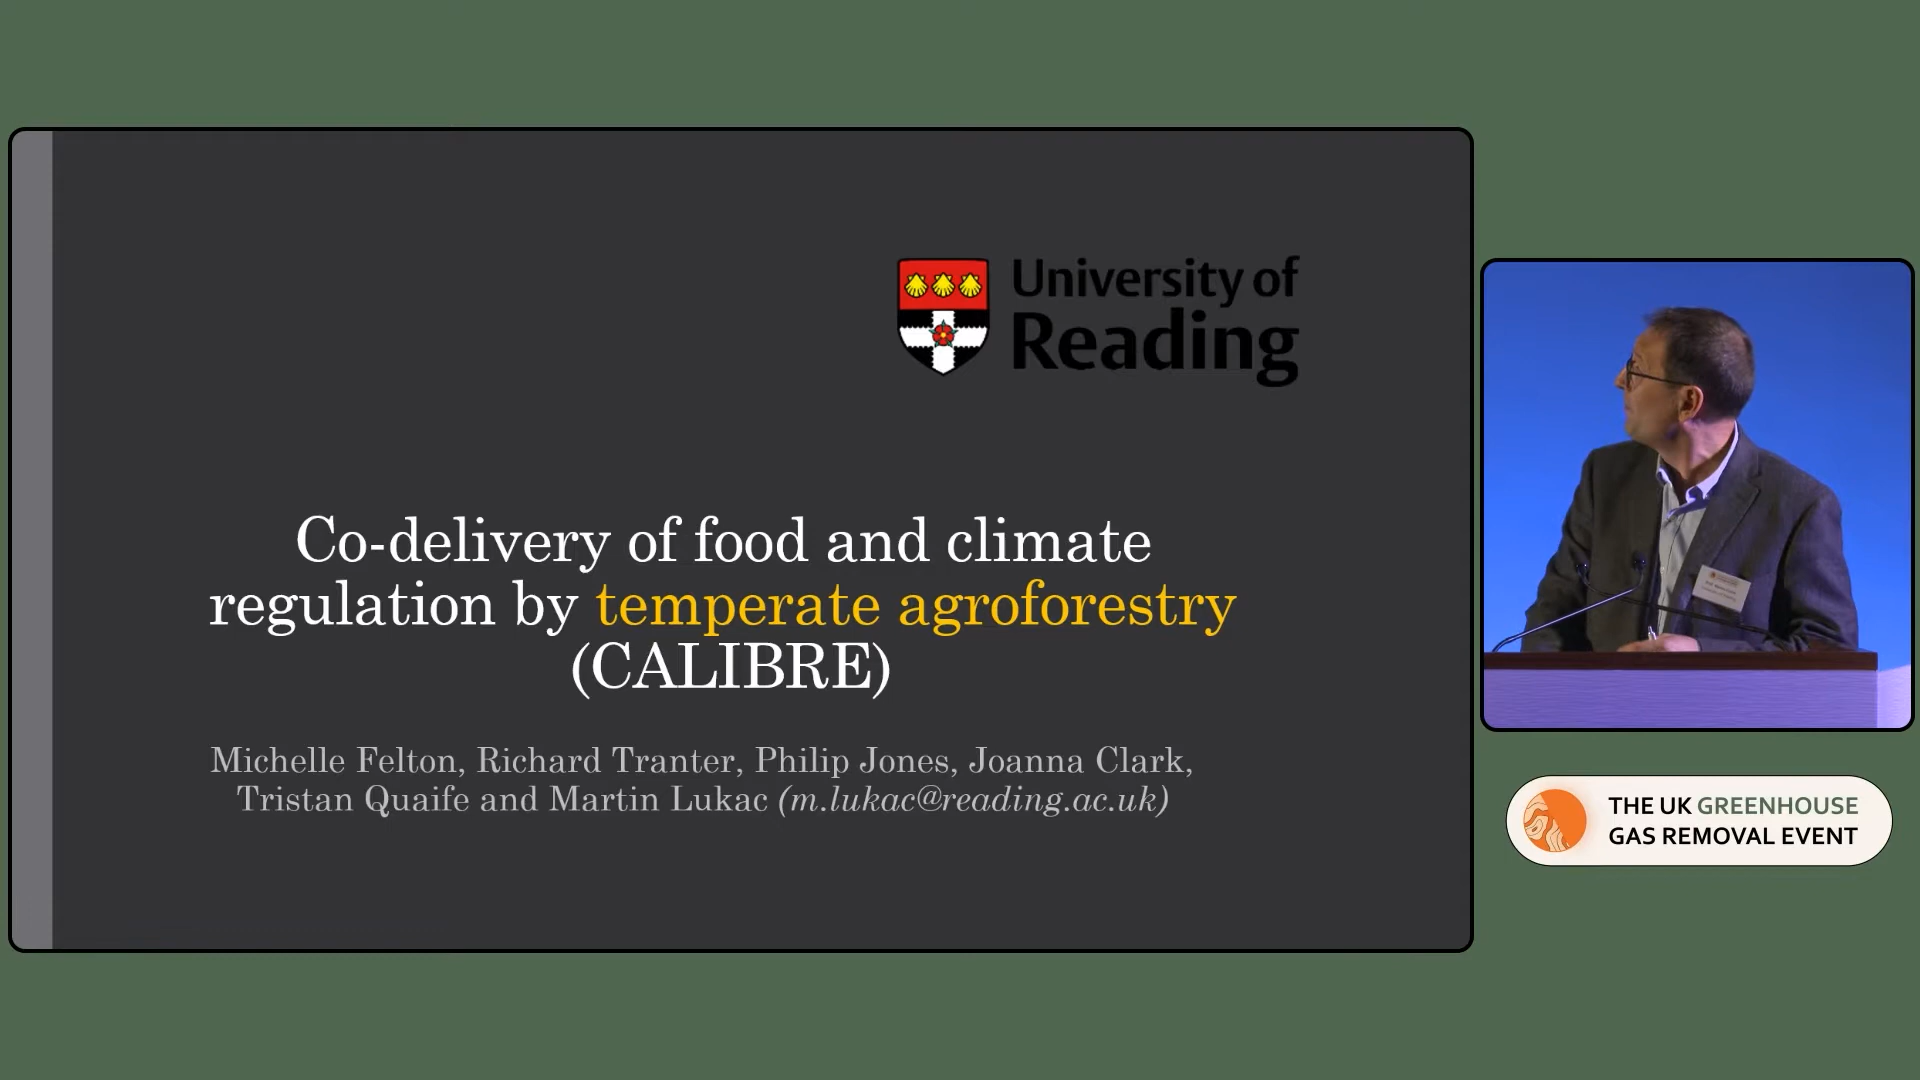 University of
Reading
Co-delivery of food and climate
regulation by temperate agroforestry
(CALIBRE)
Michelle Felton, Richard Tranter, Philip Jones, Joanna Clark,
Tristan Quaife and Martin Lukac (m.lukac@reading.ac.uk)
THE UK GREENHOUSE
GAS REMOVAL EVENT